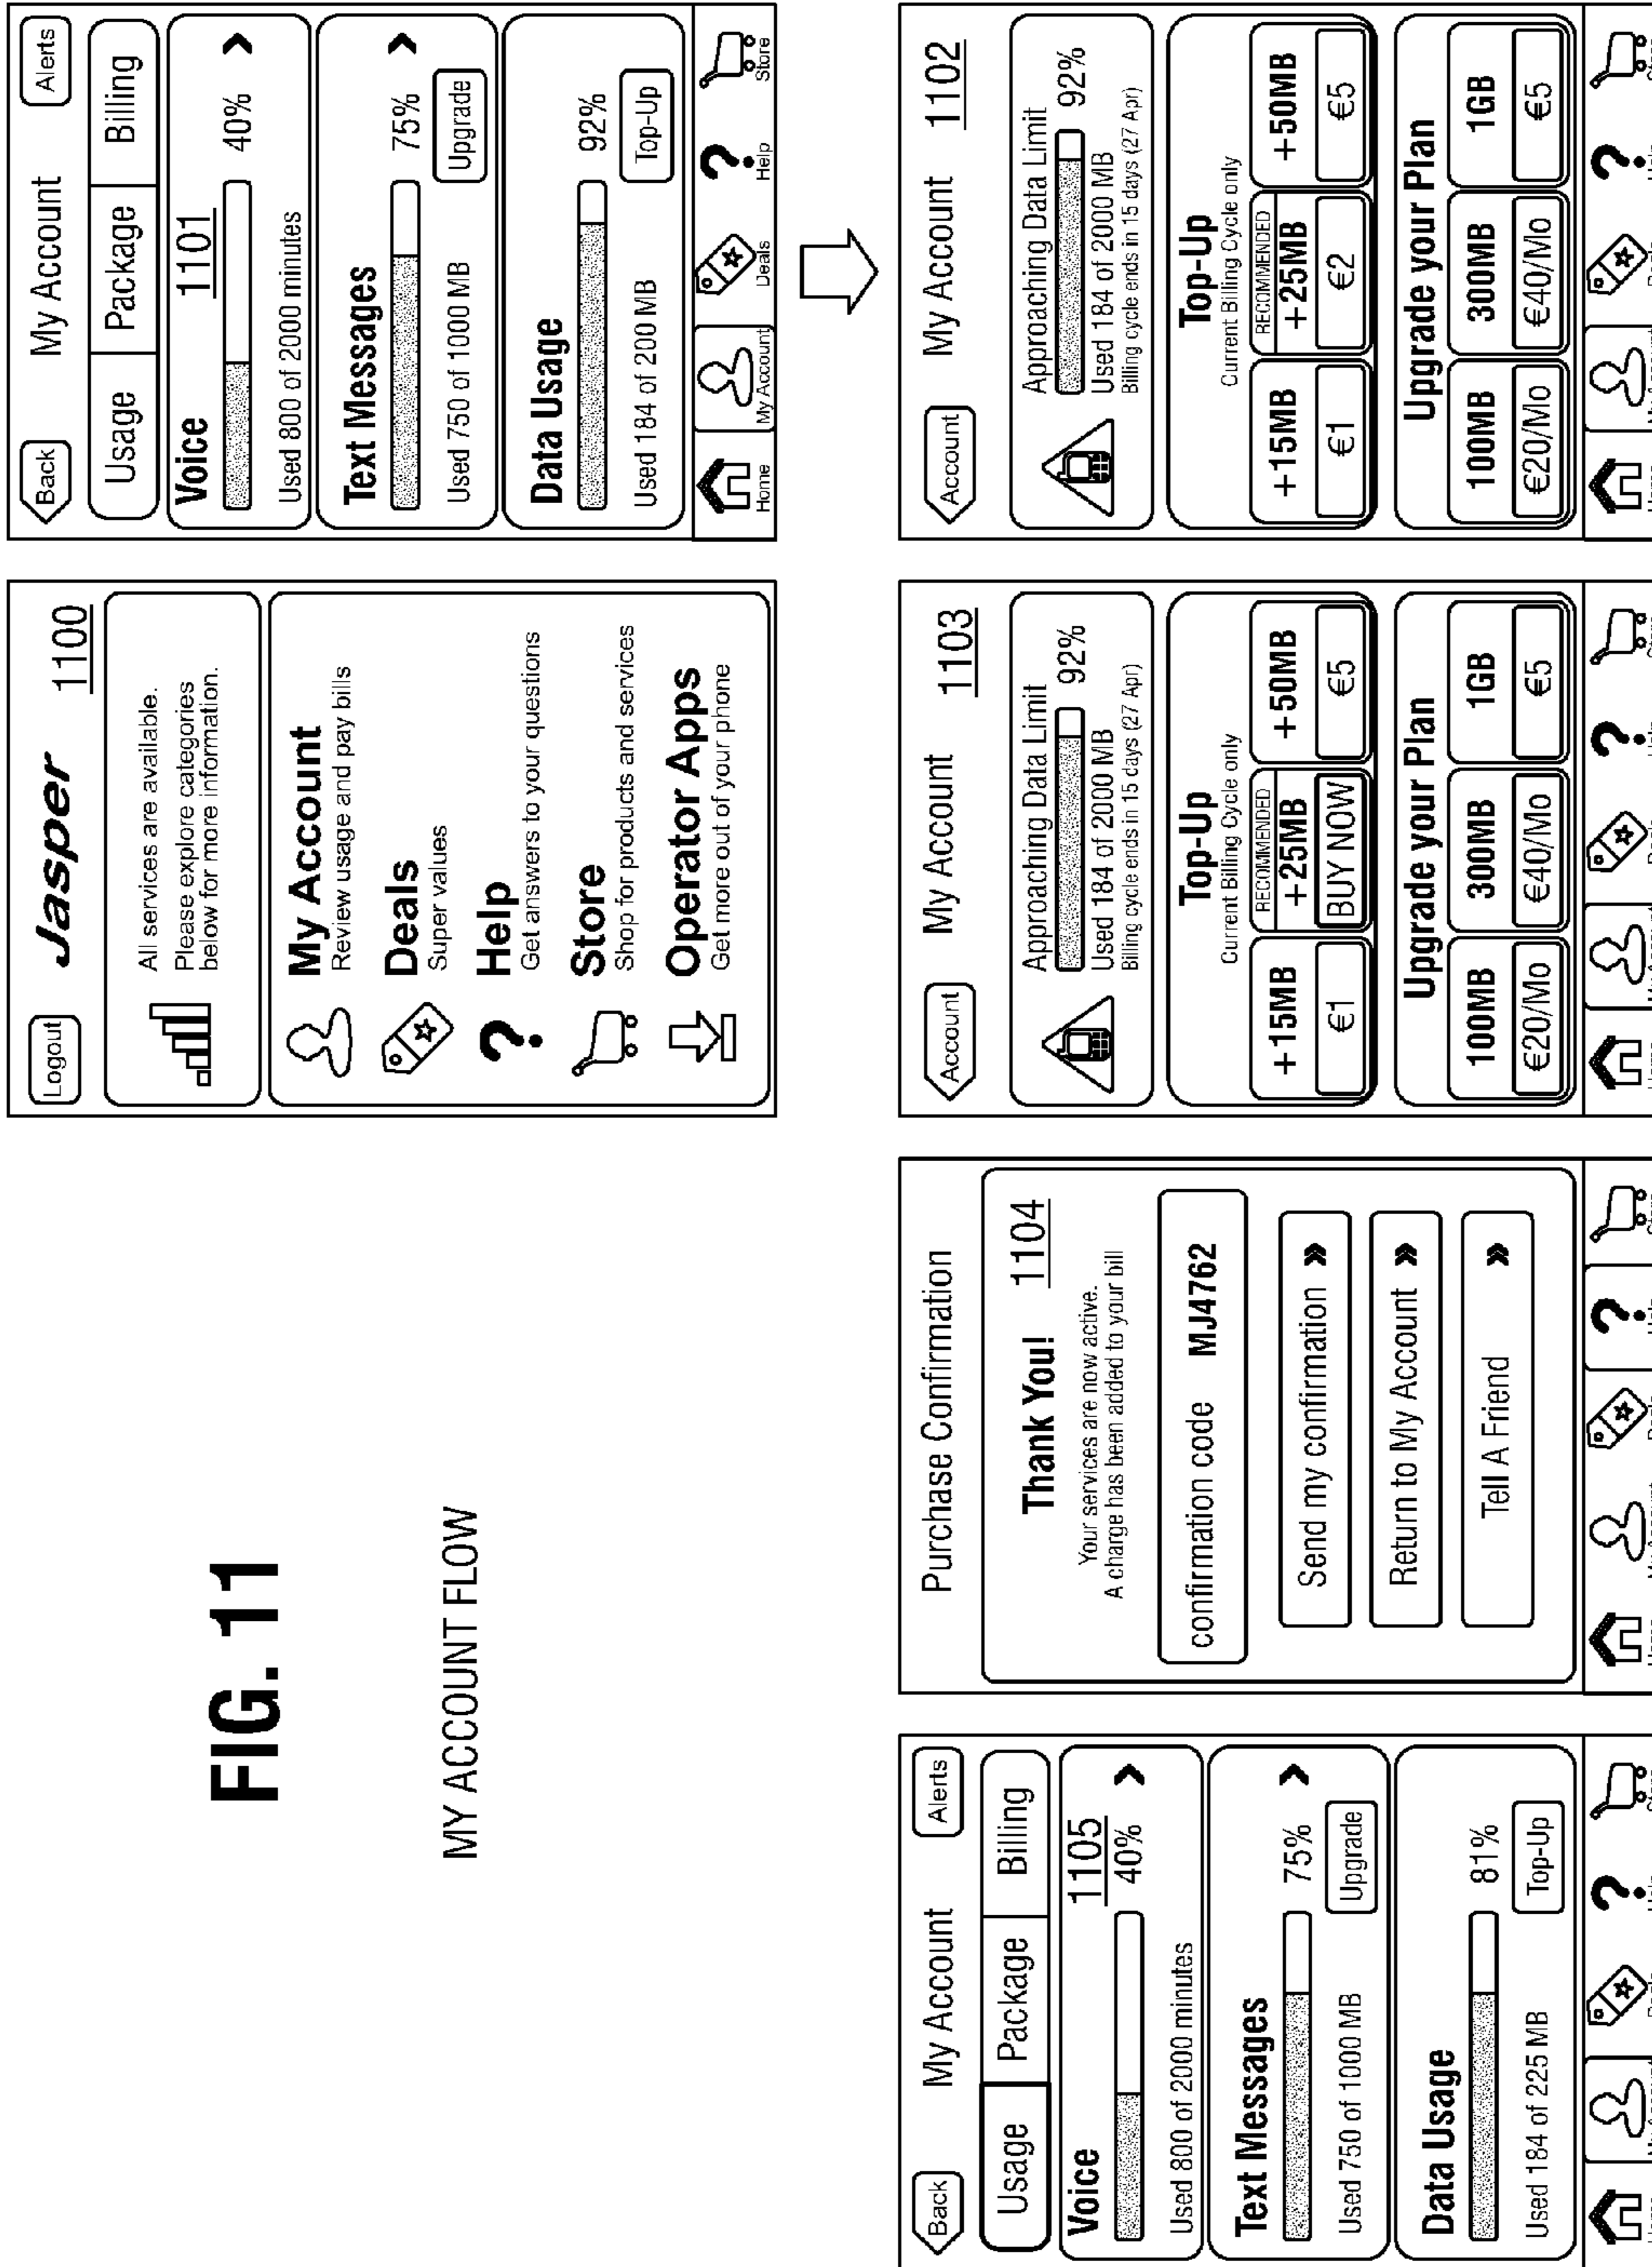 FIG. 11
MY ACCOUNT FLOW
Logout Jasper 1100
All services are available.
Please explore categories
below for more information.
My Account
Review usage and pay bills
Deals
Super values
Help
Get answers to your questions
Store
Shop for products and services
Operator Apps
Get more out of your phone
Back My Account Alerts
Usage Package Billing
Voice 1101
40%
Used 800 of 2000 minutes
Text Messages
75%
Used 750 of 1000 MB Upgrade
Data Usage
92%
Used 184 of 200 MB Top-Up
Home My Account Deals Help Store
Back My Account Alerts
Usage Package Billing
Voice 1105
40%
Used 800 of 2000 minutes
Text Messages
75%
Used 750 of 1000 MB Upgrade
Data Usage
81%
Used 184 of 225 MB Top-Up
Purchase Confirmation
Thank You! 1104
Your services are now active.
A charge has been added to your bill
confirmation code MJ4762
Send my confirmation »
Return to My Account »
Tell A Friend »
Account My Account 1103
Approaching Data Limit
92%
Used 184 of 2000 MB
Billing cycle ends in 15 days (27 Apr)
Top-Up
Current Billing Cycle only
RECOMMENDED
+15MB +25MB +50MB
€1 BUY NOW €5
Upgrade your Plan
100MB 300MB 1GB
€20/Mo €40/Mo €5
Account My Account 1102
Approaching Data Limit
92%
Used 184 of 2000 MB
Billing cycle ends in 15 days (27 Apr)
Top-Up
Current Billing Cycle only
RECOMMENDED
+15MB +25MB +50MB
€1 €2 €5
Upgrade your Plan
100MB 300MB 1GB
€20/Mo €40/Mo €5